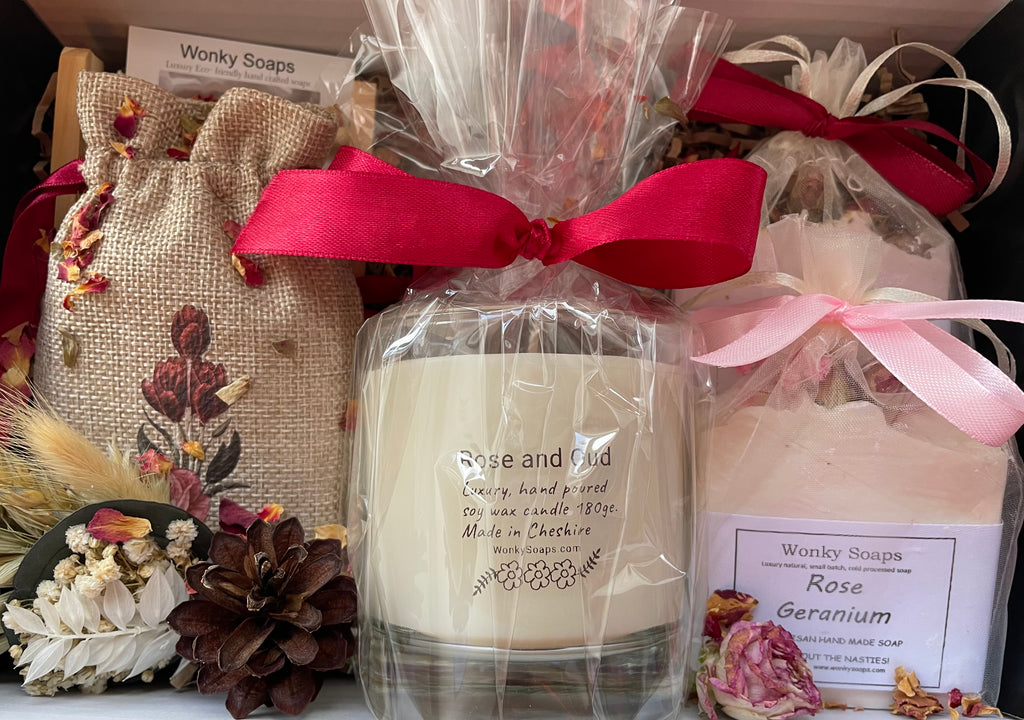 Wonky Soaps
Luxury Eco- friendly hand crafted soaps
Rose and Oud
Luxury, hand poured
soy wax candle 180ge.
Made in Cheshire
WonkySoaps.com
Wonky Soaps
Luxury natural, small batch, cold processed soap
Rose
Geranium
ISAN HAND MADE SOAP
OUT THE NASTIES!
www.wonkysoaps.com